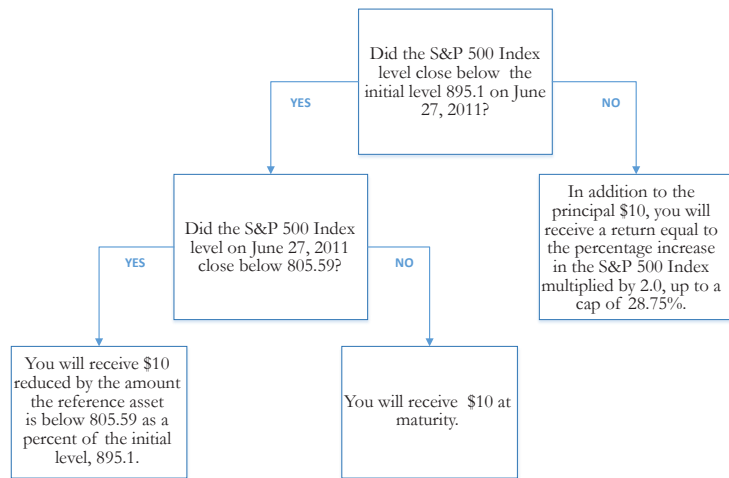 Did the S&P 500 Index
level close below the
initial level 895.1 on June
27, 2011?
YES
NO
Did the S&P 500 Index
level on June 27, 2011
close below 805.59?
In addition to the
principal $10, you will
receive a return equal to
the percentage increase
in the S&P 500 Index
multiplied by 2.0, up to a
cap of 28.75%.
YES
NO
You will receive $10
reduced by the amount
the reference asset
is below 805.59 as a
percent of the initial
level, 895.1.
You will receive $10 at
maturity.